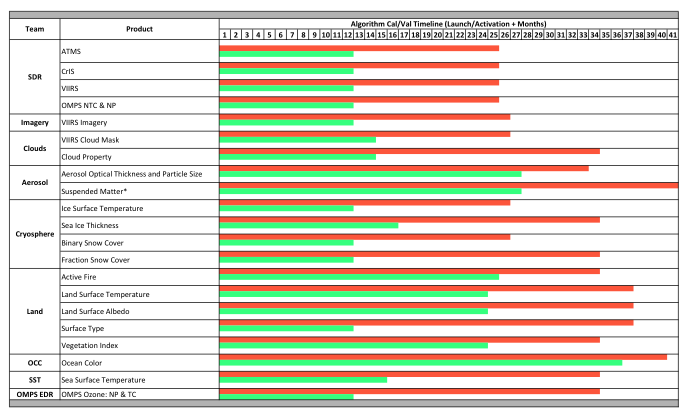 Team Product Algorithm Cal/Val Timeline (Launch/Activation + Months)
1 2 3 4 5 6 7 8 9 10 11 12 13 14 15 16 17 18 19 20 21 22 23 24 25 26 27 28 29 30 31 32 33 34 35 36 37 38 39 40 41
SDR
ATMS
CrIS
VIIRS
OMPS NTC & NP
Imagery VIIRS Imagery
Clouds
VIIRS Cloud Mask
Cloud Property
Aerosol
Aerosol Optical Thickness and Particle Size
Suspended Matter*
Cryosphere
Ice Surface Temperature
Sea Ice Thickness
Binary Snow Cover
Fraction Snow Cover
Land
Active Fire
Land Surface Temperature
Land Surface Albedo
Surface Type
Vegetation Index
OCC Ocean Color
SST Sea Surface Temperature
OMPS EDR OMPS Ozone: NP & TC